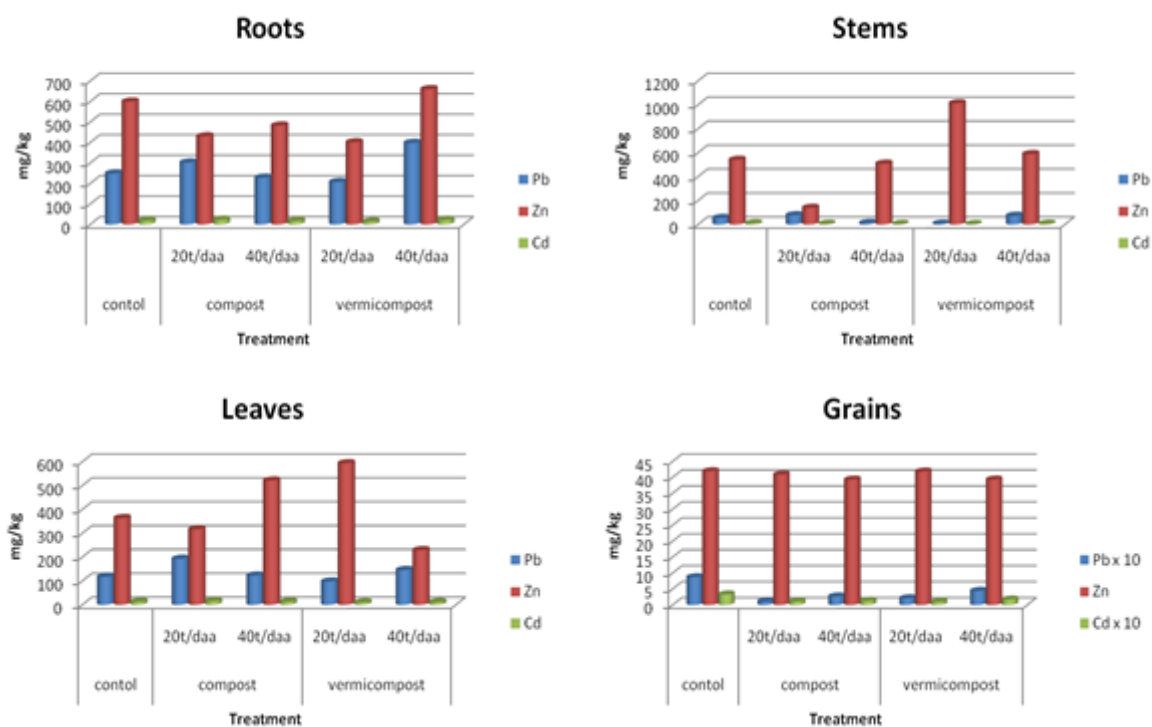 Roots
mg/kg
700
600
500
400
300
200
100
0
20t/daa 40t/daa 20t/daa 40t/daa
contol compost vermicompost
Treatment
Pb
Zn
Cd
Stems
mg/kg
1200
1000
800
600
400
200
0
20t/daa 40t/daa 20t/daa 40t/daa
contol compost vermicompost
Treatment
Pb
Zn
Cd
Leaves
mg/kg
600
500
400
300
200
100
0
20t/daa 40t/daa 20t/daa 40t/daa
contol compost vermicompost
Treatment
Pb
Zn
Cd
Grains
mg/kg
45
40
35
30
25
20
15
10
5
0
20t/daa 40t/daa 20t/daa 40t/daa
contol compost vermicompost
Treatment
Pb x 10
Zn
Cd x 10